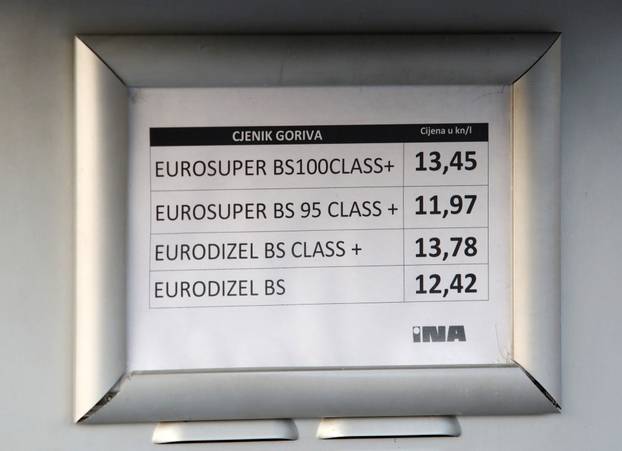 CJENIK GORIVA Cijena u kn/l
EUROSUPER BS100CLASS+ 13,45
EUROSUPER BS 95 CLASS + 11,97
EURODIZEL BS CLASS + 13,78
EURODIZEL BS 12,42
INA